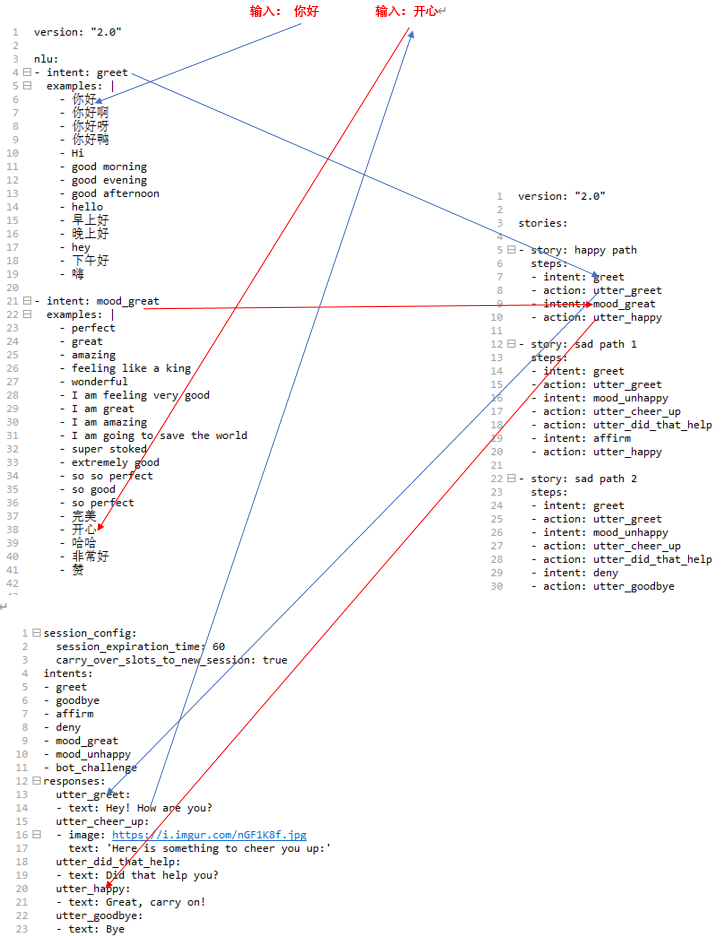 输入： 你好
输入：开心↵
1 version: "2.0"
2
3 nlu:
4 - intent: greet
5 examples: |
6 - 你好
7 - 你好啊
8 - 你好呀
9 - 你好鸭
10 - Hi
11 - good morning
12 - good evening
13 - good afternoon
14 - hello
15 - 早上好
16 - 晚上好
17 - hey
18 - 下午好
19 - 嗨
20
21 - intent: mood_great
22 examples: |
23 - perfect
24 - great
25 - amazing
26 - feeling like a king
27 - wonderful
28 - I am feeling very good
29 - I am great
30 - I am amazing
31 - I am going to save the world
32 - super stoked
33 - extremely good
34 - so so perfect
35 - so good
36 - so perfect
37 - 完美
38 - 开心
39 - 哈哈
40 - 非常好
41 - 赞
42
1 version: "2.0"
2
3 stories:
4
5 - story: happy path
6 steps:
7 - intent: greet
8 - action: utter_greet
9 - intent: mood_great
10 - action: utter_happy
11
12 - story: sad path 1
13 steps:
14 - intent: greet
15 - action: utter_greet
16 - intent: mood_unhappy
17 - action: utter_cheer_up
18 - action: utter_did_that_help
19 - intent: affirm
20 - action: utter_happy
21
22 - story: sad path 2
23 steps:
24 - intent: greet
25 - action: utter_greet
26 - intent: mood_unhappy
27 - action: utter_cheer_up
28 - action: utter_did_that_help
29 - intent: deny
30 - action: utter_goodbye
↵
1 session_config:
2 session_expiration_time: 60
3 carry_over_slots_to_new_session: true
4 intents:
5 - greet
6 - goodbye
7 - affirm
8 - deny
9 - mood_great
10 - mood_unhappy
11 - bot_challenge
12 responses:
13 utter_greet:
14 - text: Hey! How are you?
15 utter_cheer_up:
16 - image: https://i.imgur.com/nGF1K8f.jpg
17 text: 'Here is something to cheer you up:'
18 utter_did_that_help:
19 - text: Did that help you?
20 utter_happy:
21 - text: Great, carry on!
22 utter_goodbye:
23 - text: Bye